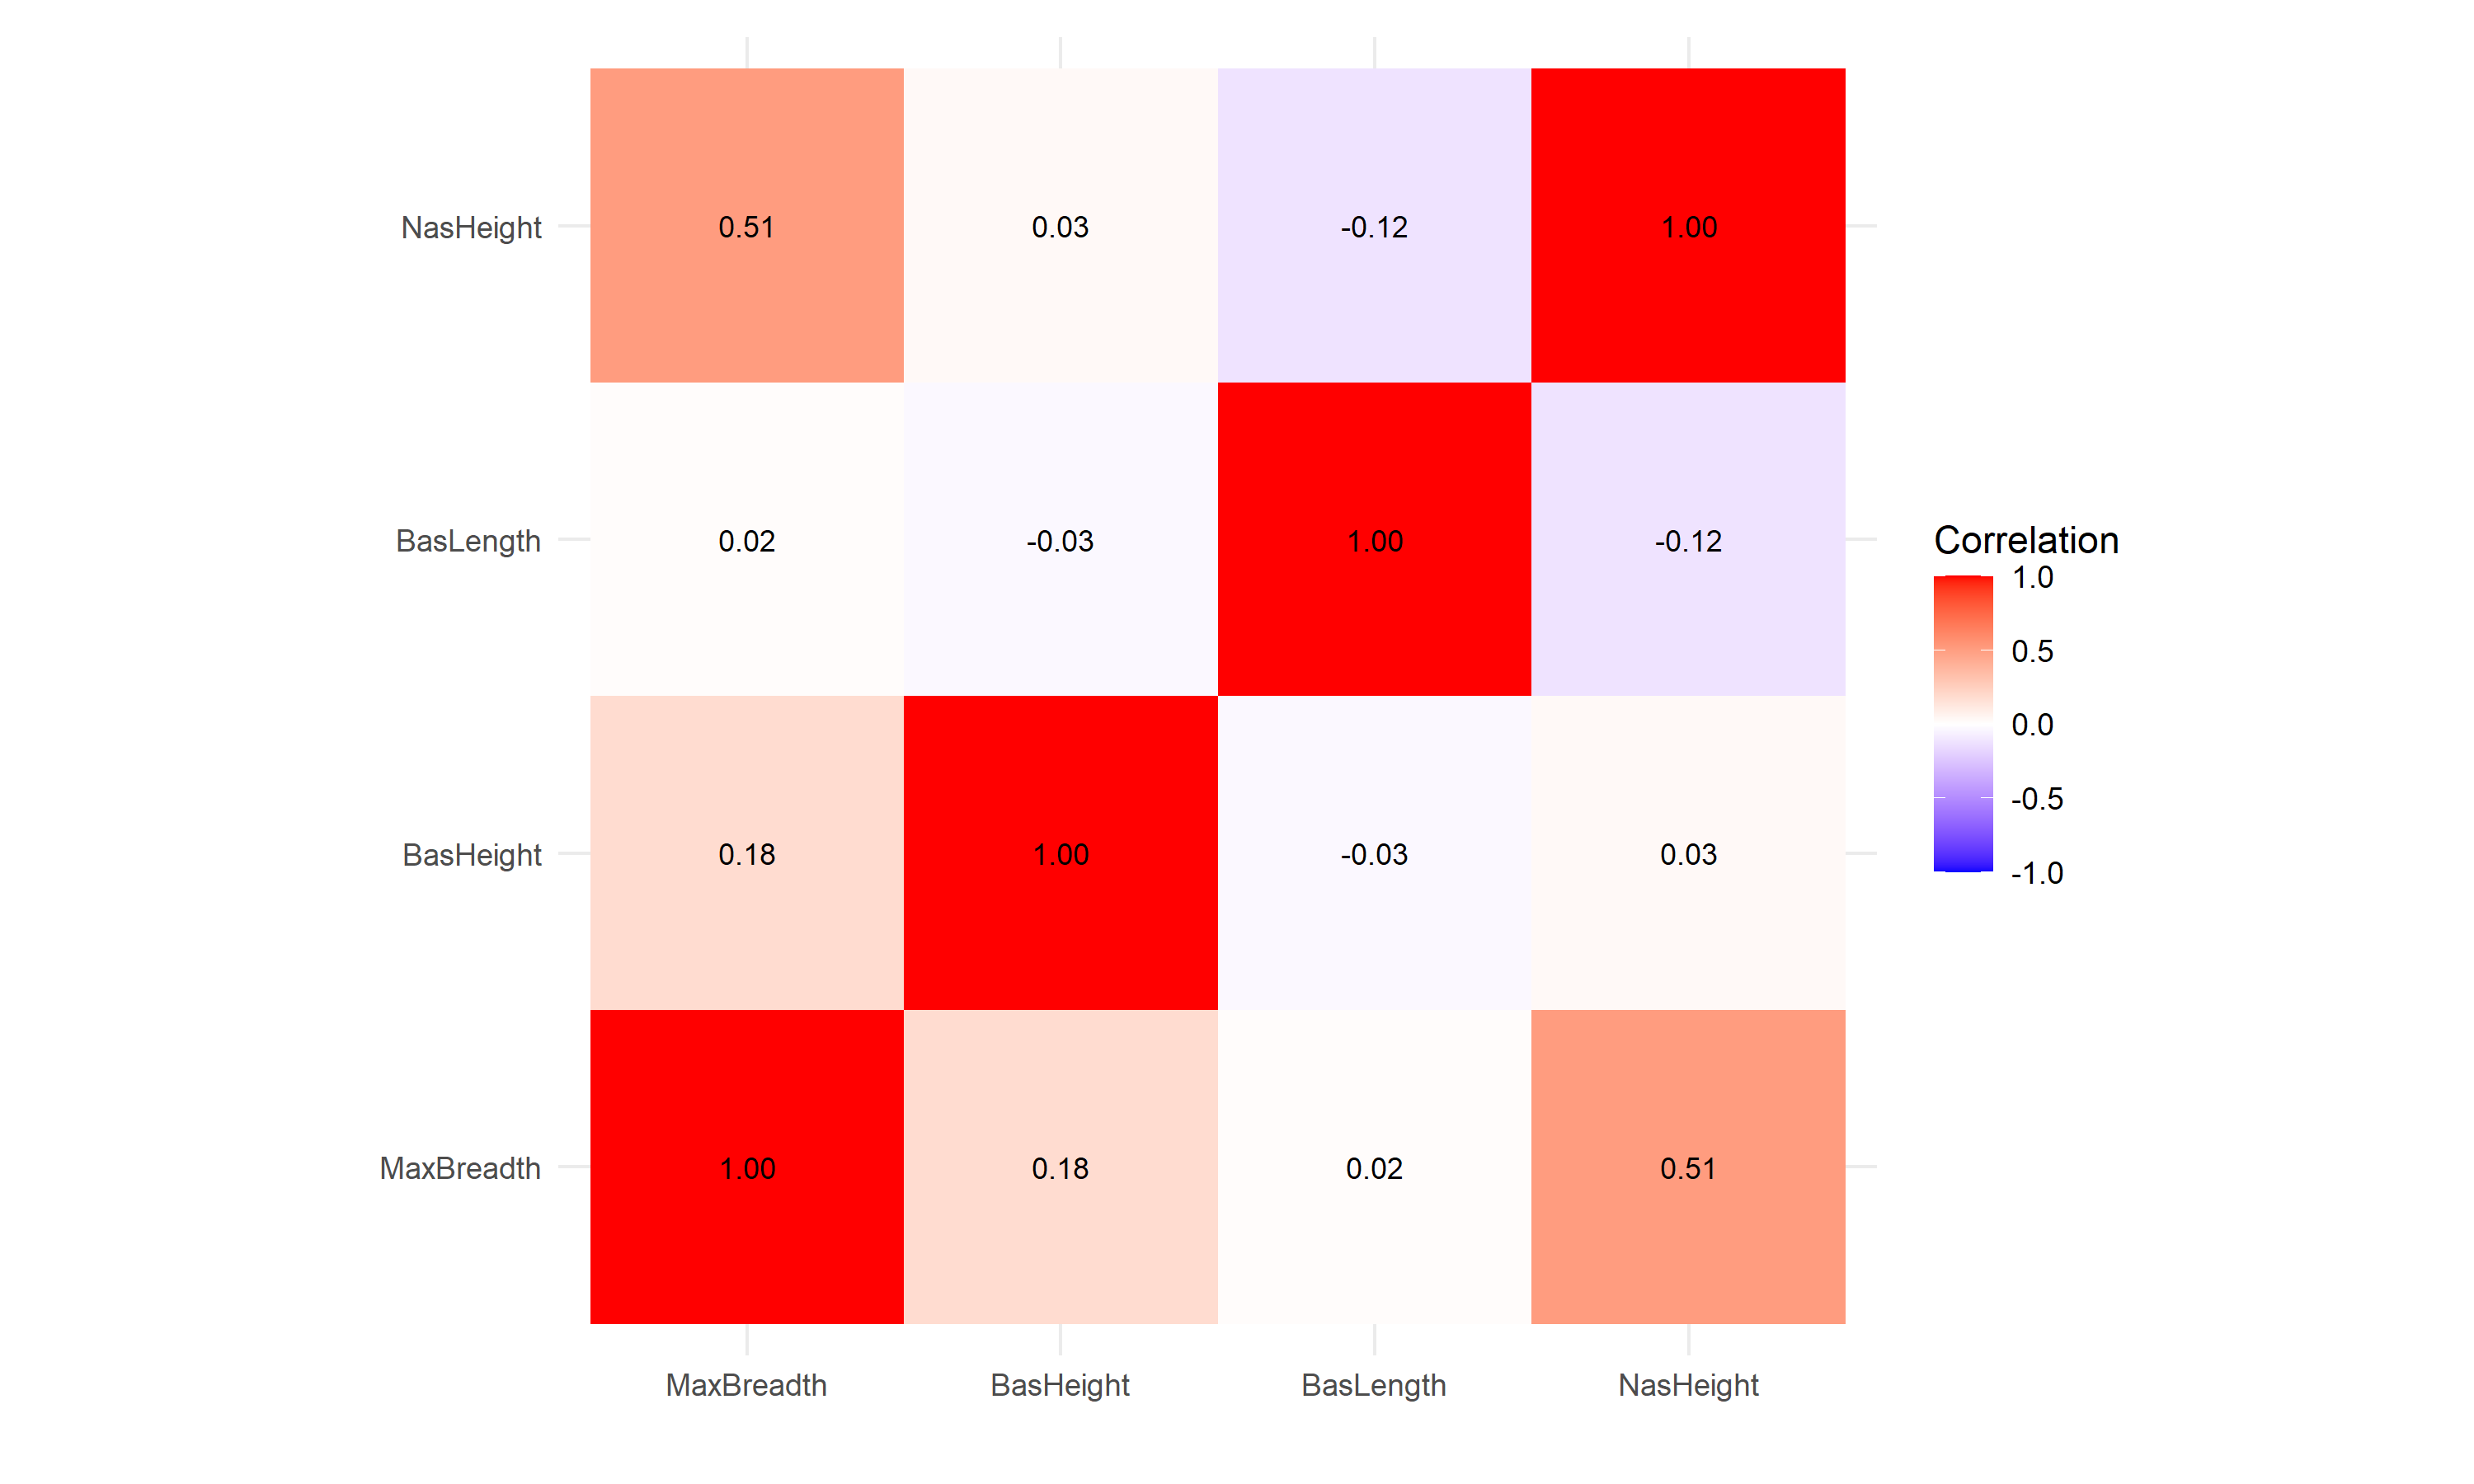 NasHeight 0.51 0.03 -0.12 1.00
BasLength 0.02 -0.03 1.00 -0.12
BasHeight 0.18 1.00 -0.03 0.03
MaxBreadth 1.00 0.18 0.02 0.51
MaxBreadth BasHeight BasLength NasHeight
Correlation
1.0
0.5
0.0
-0.5
-1.0